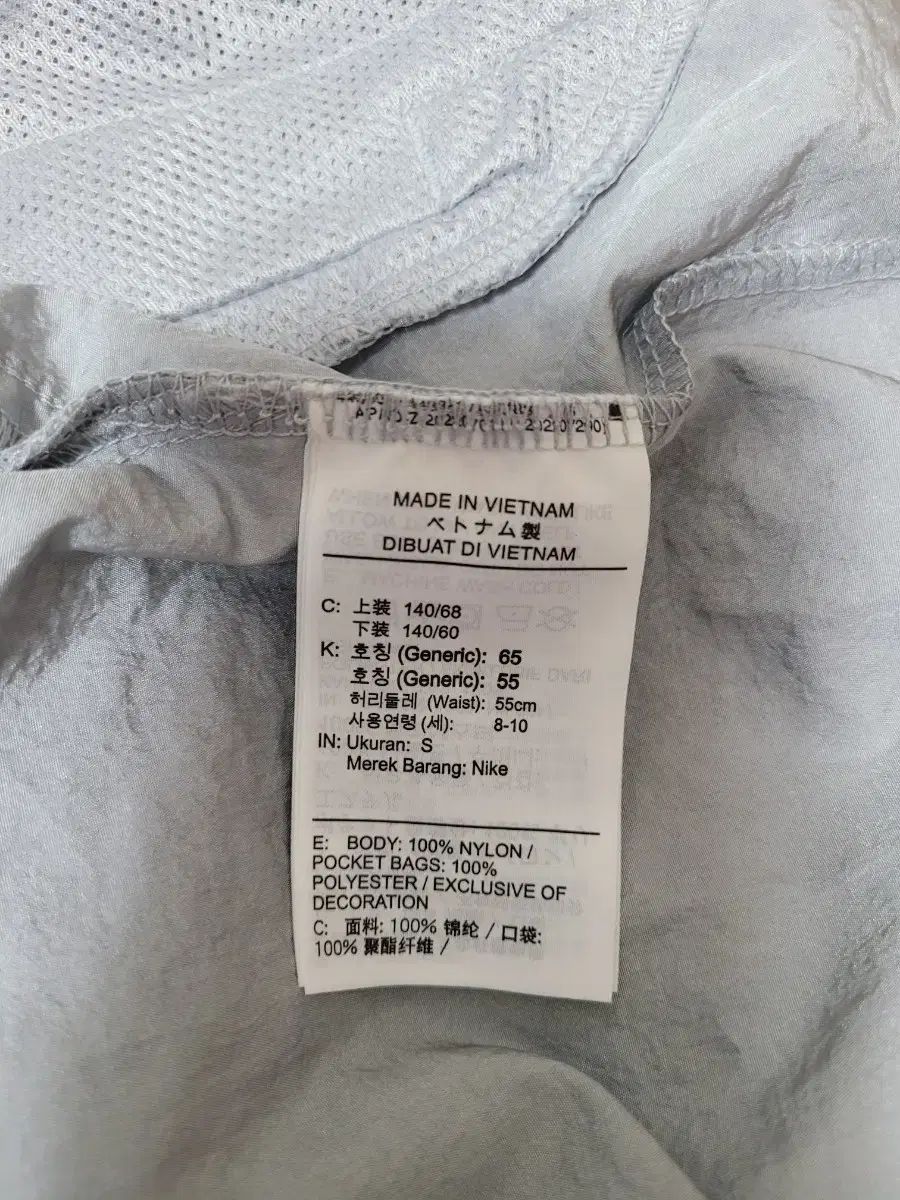 MADE IN VIETNAM
ベトナム製
DIBUAT DI VIETNAM
C: 上装 140/68
下装 140/60
K: 호칭 (Generic): 65
호칭 (Generic): 55
허리둘레 (Waist): 55cm
사용연령 (세): 8-10
IN: Ukuran: S
Merek Barang: Nike
E: BODY: 100% NYLON /
POCKET BAGS: 100%
POLYESTER / EXCLUSIVE OF
DECORATION
C: 面料: 100% 锦纶 / 口袋:
100% 聚酯纤维 /